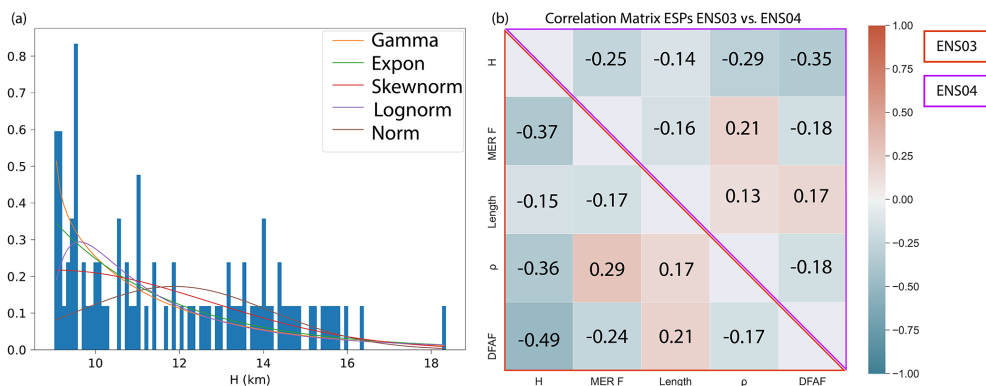 (a)
0.8
0.7
0.6
0.5
0.4
0.3
0.2
0.1
0.0
10
12
14
16
18
H (km)
Gamma
Expon
Skewnorm
Lognorm
Norm
(b)
Correlation Matrix ESPs ENS03 vs. ENS04
H
-0.25
-0.14
-0.29
-0.35
MER F
-0.37
-0.16
0.21
-0.18
Length
-0.15
-0.17
0.13
0.17
ρ
-0.36
0.29
0.17
-0.18
DFAF
-0.49
-0.24
0.21
-0.17
H
MER F
Length
ρ
DFAF
1.00
0.75
0.50
0.25
0.00
-0.25
-0.50
-0.75
-1.00
ENS03
ENS04